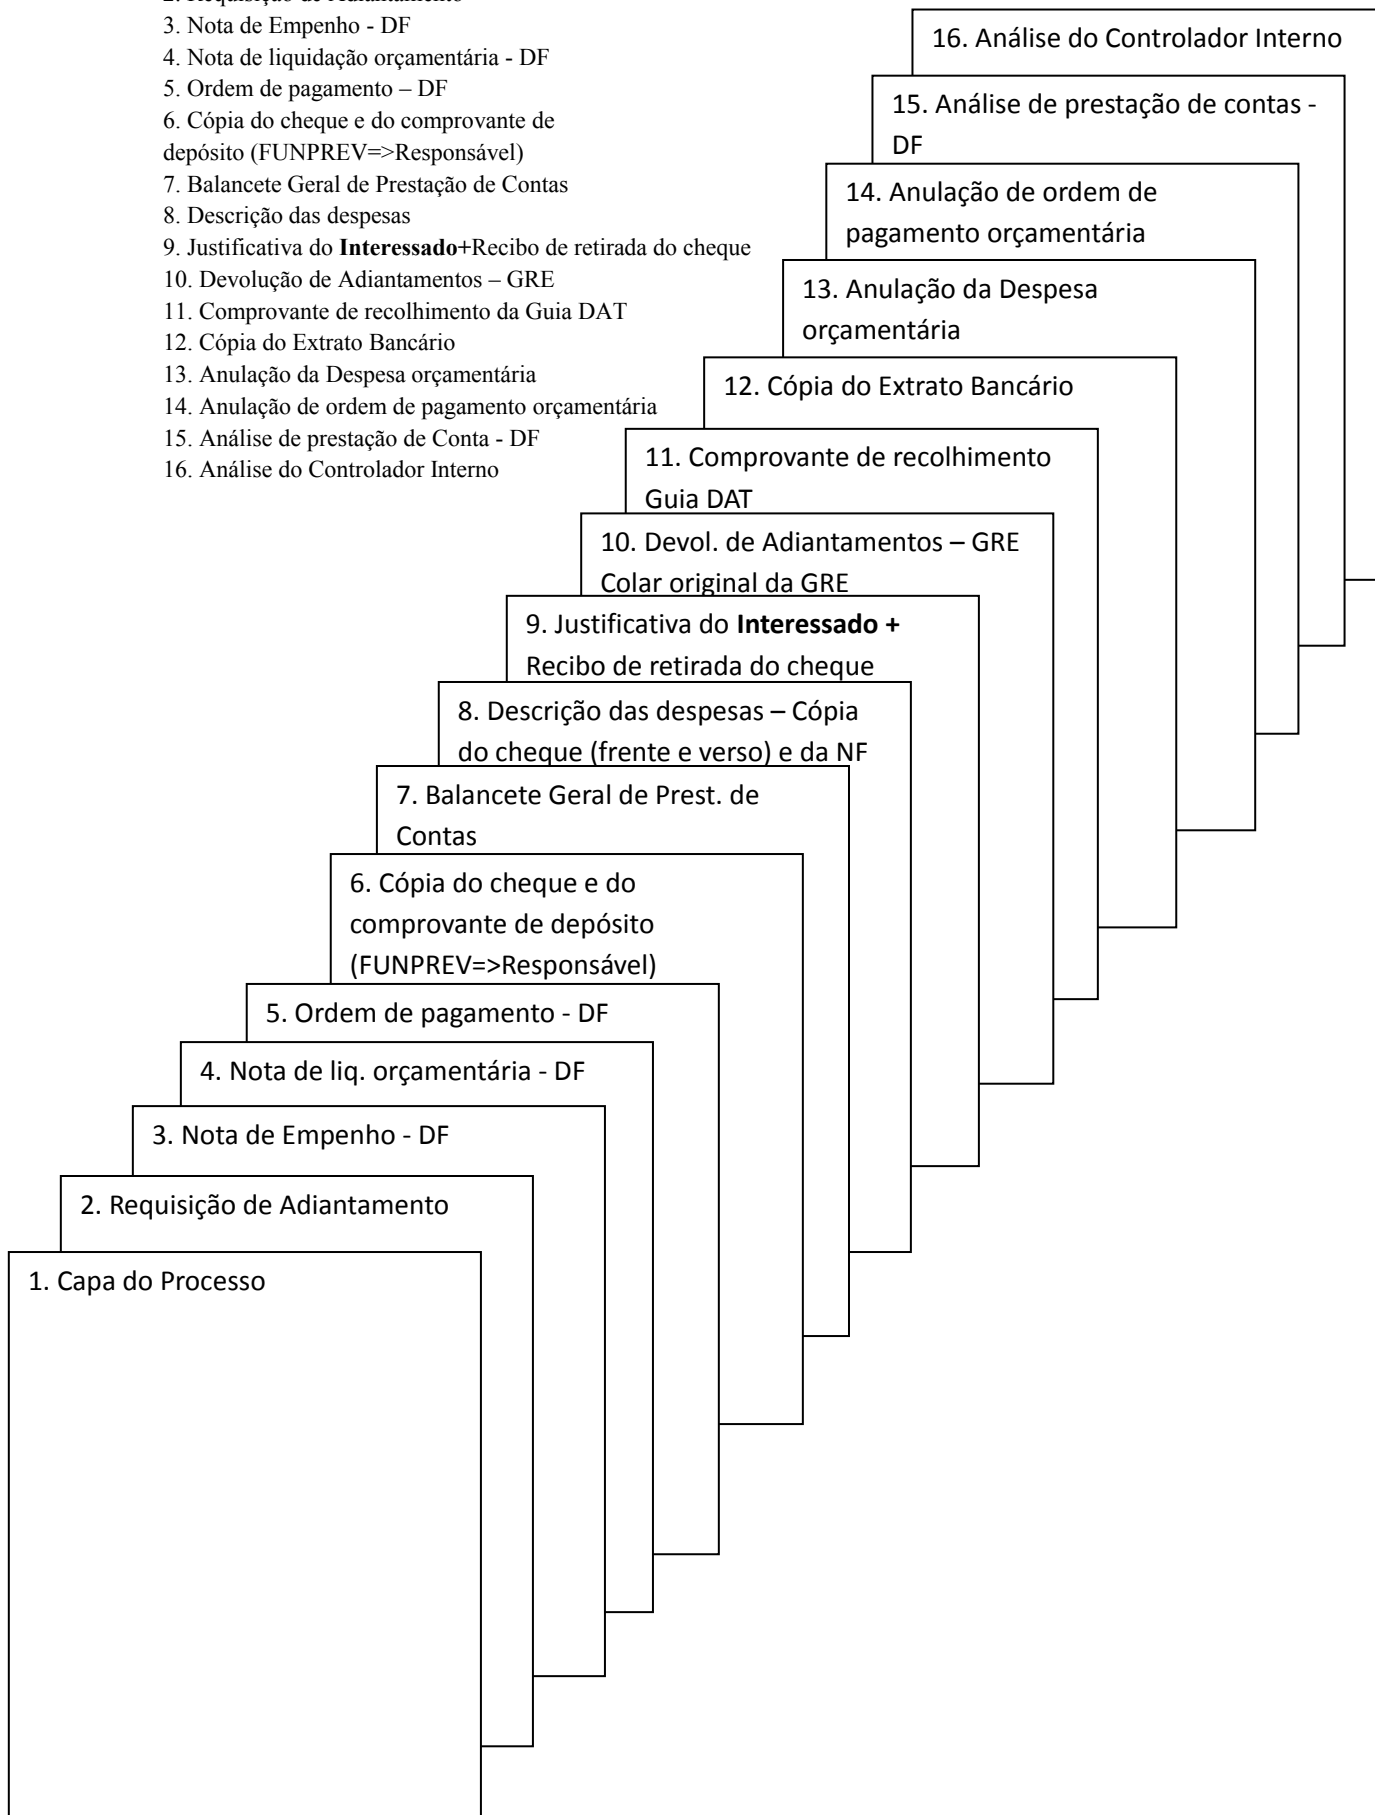 2. Requisição de Adiantamento
3. Nota de Empenho - DF
4. Nota de liquidação orçamentária - DF
5. Ordem de pagamento – DF
6. Cópia do cheque e do comprovante de
depósito (FUNPREV=>Responsável)
7. Balancete Geral de Prestação de Contas
8. Descrição das despesas
9. Justificativa do Interessado+Recibo de retirada do cheque
10. Devolução de Adiantamentos – GRE
11. Comprovante de recolhimento da Guia DAT
12. Cópia do Extrato Bancário
13. Anulação da Despesa orçamentária
14. Anulação de ordem de pagamento orçamentária
15. Análise de prestação de Conta - DF
16. Análise do Controlador Interno
16. Análise do Controlador Interno
15. Análise de prestação de contas -
DF
14. Anulação de ordem de
pagamento orçamentária
13. Anulação da Despesa
orçamentária
12. Cópia do Extrato Bancário
11. Comprovante de recolhimento
Guia DAT
10. Devol. de Adiantamentos – GRE
Colar original da GRE
9. Justificativa do Interessado +
Recibo de retirada do cheque
8. Descrição das despesas – Cópia
do cheque (frente e verso) e da NF
7. Balancete Geral de Prest. de
Contas
6. Cópia do cheque e do
comprovante de depósito
(FUNPREV=>Responsável)
5. Ordem de pagamento - DF
4. Nota de liq. orçamentária - DF
3. Nota de Empenho - DF
2. Requisição de Adiantamento
1. Capa do Processo